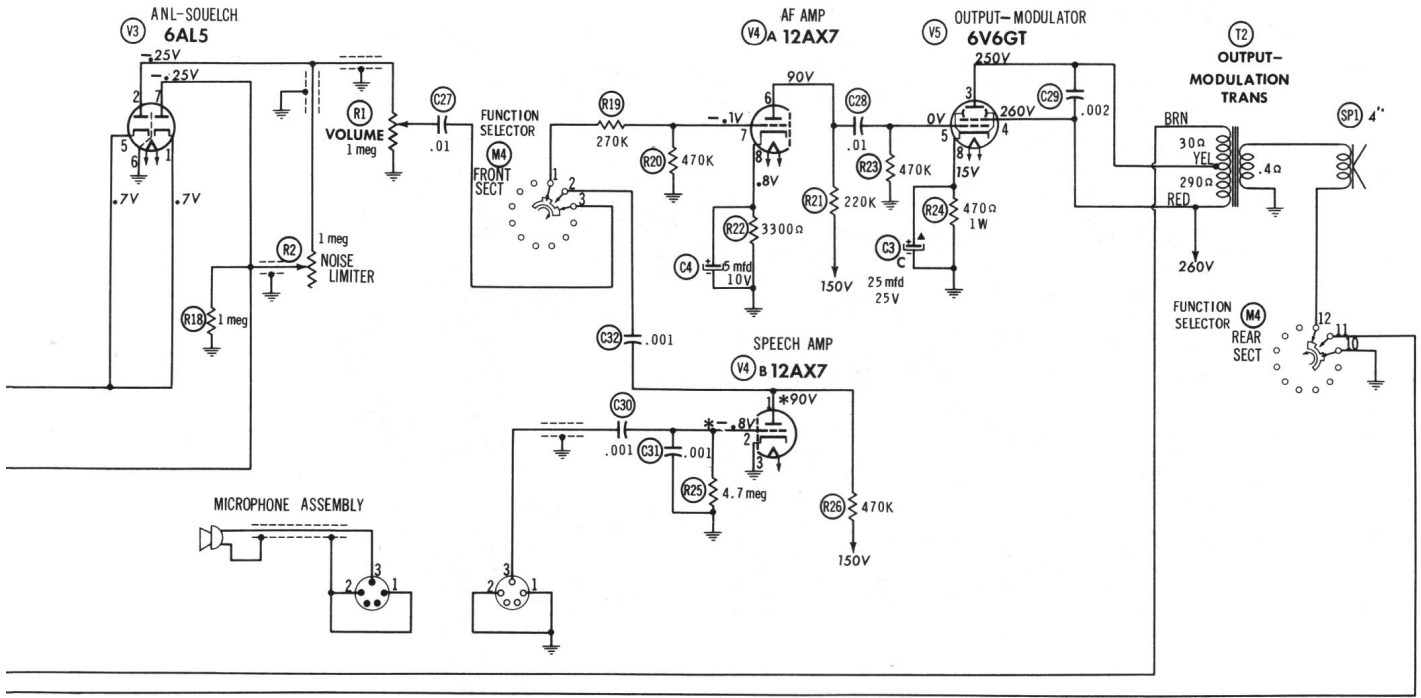 ANL-SOUELCH
V3 6AL5
-.25V
-.25V
2 7
5 1
6
.7V .7V
R1
VOLUME
1 meg
C27
.01
R2
1 meg
NOISE
LIMITER
R18 1 meg
FUNCTION
SELECTOR
M4
FRONT
SECT
1
2
3
R19
270K
R20 470K
AF AMP
V4 A 12AX7
90V
6
-.1V
7
8
.8V
R22 3300Ω
C4 5 mfd
10V
R21 220K
150V
C28
.01
R23 470K
OUTPUT-MODULATOR
V5 6V6GT
250V
3
0V 260V
5 4
8
15V
R24 470Ω
1W
C3
C
25 mfd
25V
C29
.002
T2
OUTPUT-
MODULATION
TRANS
BRN
30Ω
YEL
290Ω
RED
.4Ω
260V
SP1 4"
FUNCTION
SELECTOR M4
REAR
SECT
12
11
10
C32 .001
SPEECH AMP
V4 B 12AX7
1 *90V
*-.8V
2
3
C30
.001
C31 .001
R25 4.7 meg
R26 470K
150V
MICROPHONE ASSEMBLY
3
2 1
3
2 1